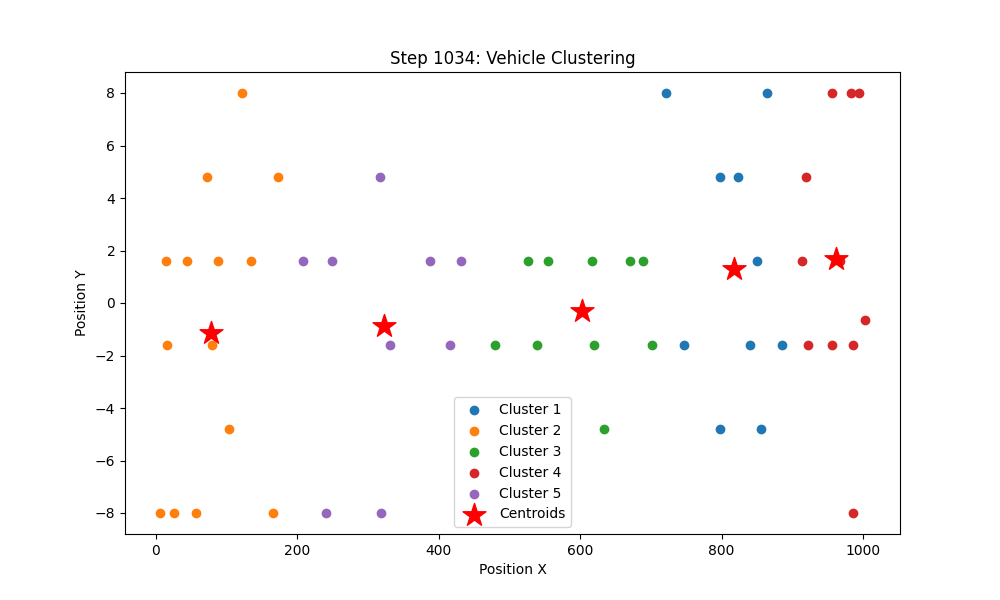 Step 1034: Vehicle Clustering
Position Y
8
6
4
2
0
−2
−4
−6
−8
Cluster 1
Cluster 2
Cluster 3
Cluster 4
Cluster 5
Centroids
0 200 400 600 800 1000
Position X